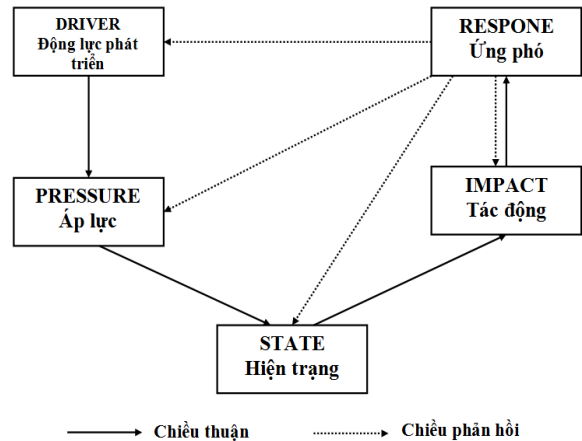 DRIVER
Động lực phát
triển
RESPONE
Ứng phó
PRESSURE
Áp lực
IMPACT
Tác động
STATE
Hiện trạng
Chiều thuận
Chiều phản hồi